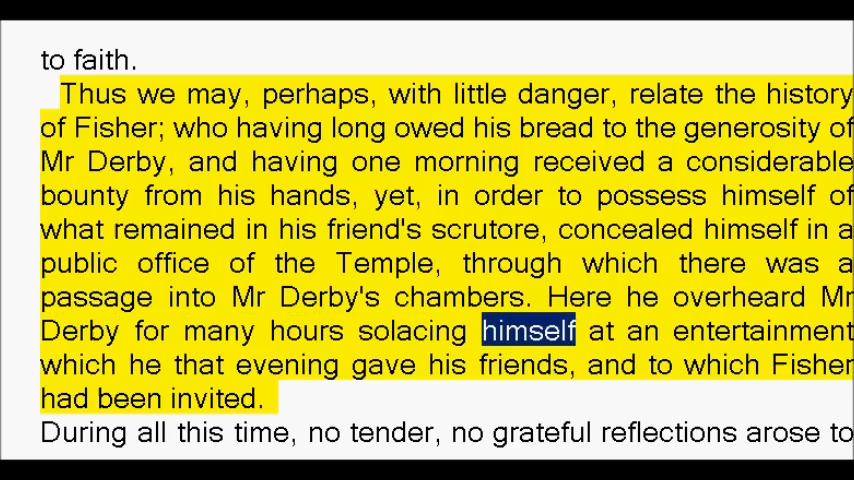 to faith.
Thus we may, perhaps, with little danger, relate the history
of Fisher; who having long owed his bread to the generosity of
Mr Derby, and having one morning received a considerable
bounty from his hands, yet, in order to possess himself of
what remained in his friend's scrutore, concealed himself in a
public office of the Temple, through which there was a
passage into Mr Derby's chambers. Here he overheard Mr
Derby for many hours solacing himself at an entertainment
which he that evening gave his friends, and to which Fisher
had been invited.
During all this time, no tender, no grateful reflections arose to